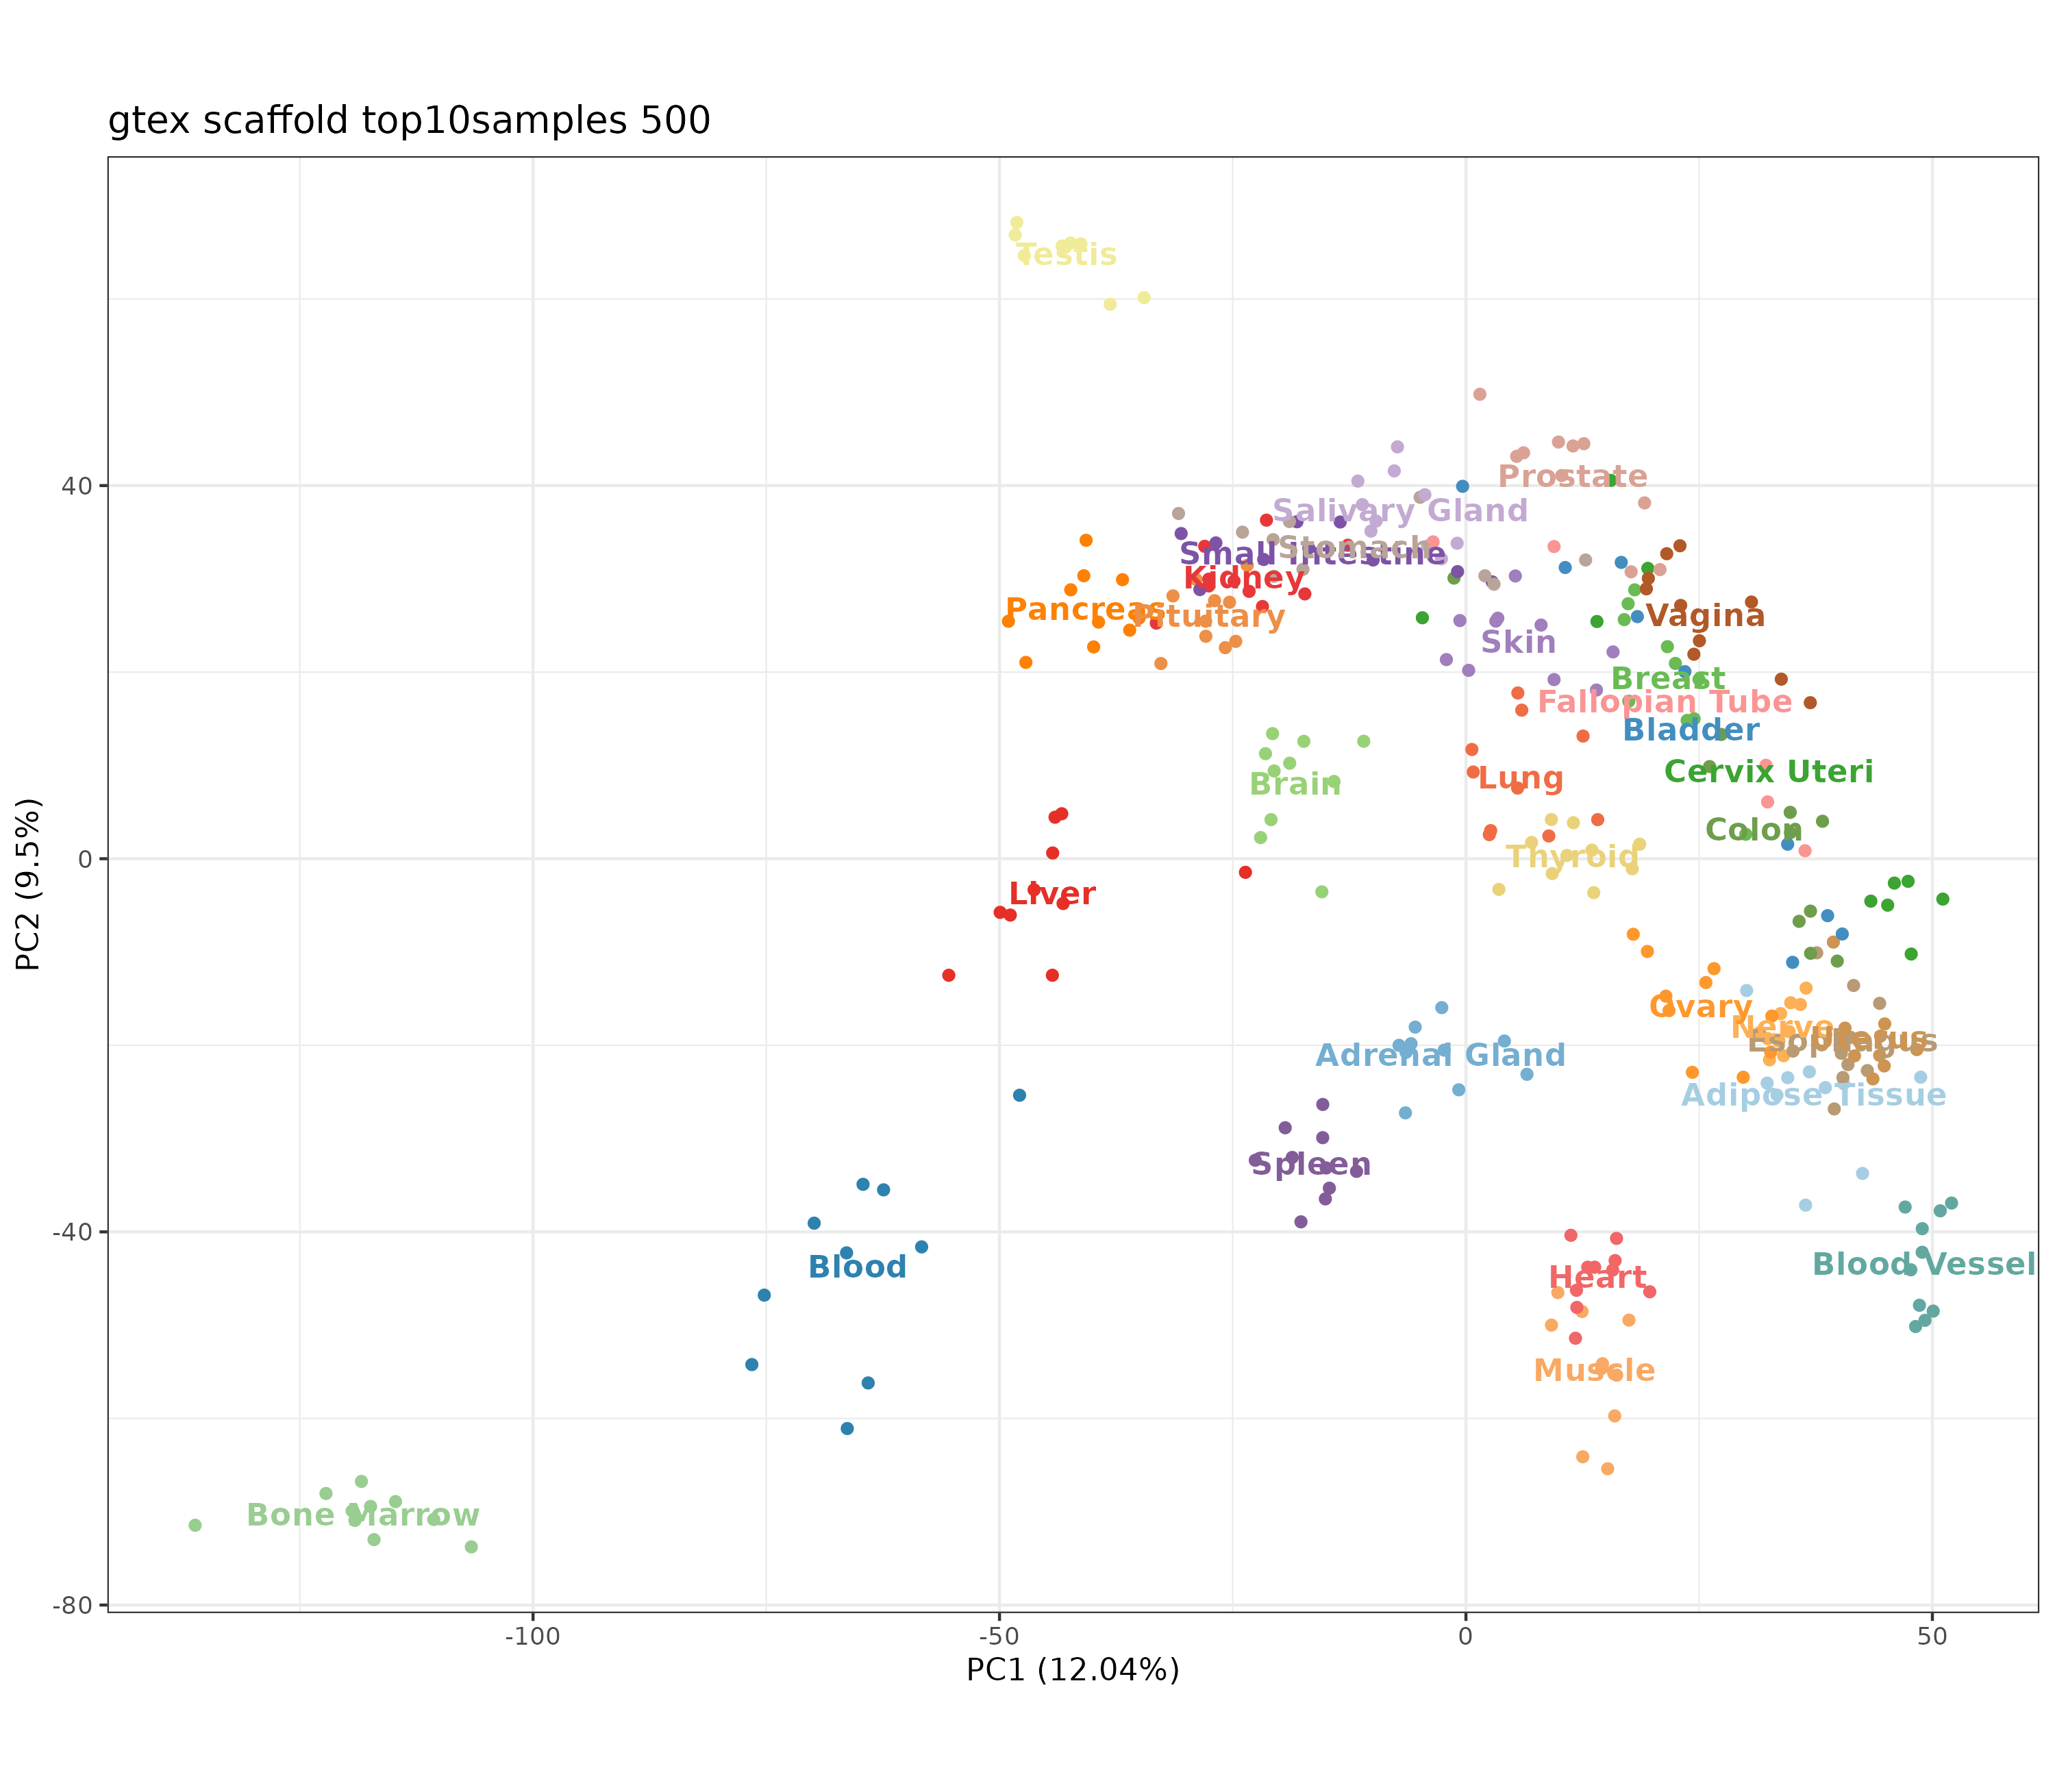 gtex scaffold top10samples 500
Testis
Prostate
40
Salivary Gland
Small Intestine
Stomach
Kidney
Pancreas
Pituitary
Vagina
Skin
Breast
Fallopian Tube
Bladder
Cervix Uteri
Lung
Brain
Colon
Thyroid
0
Liver
PC2 (9.5%)
Ovary
Nerve
Uterus
Esophagus
Adrenal Gland
Adipose Tissue
Spleen
-40
Blood Vessel
Blood
Heart
Muscle
Bone Marrow
-80
-100
-50
0
50
PC1 (12.04%)